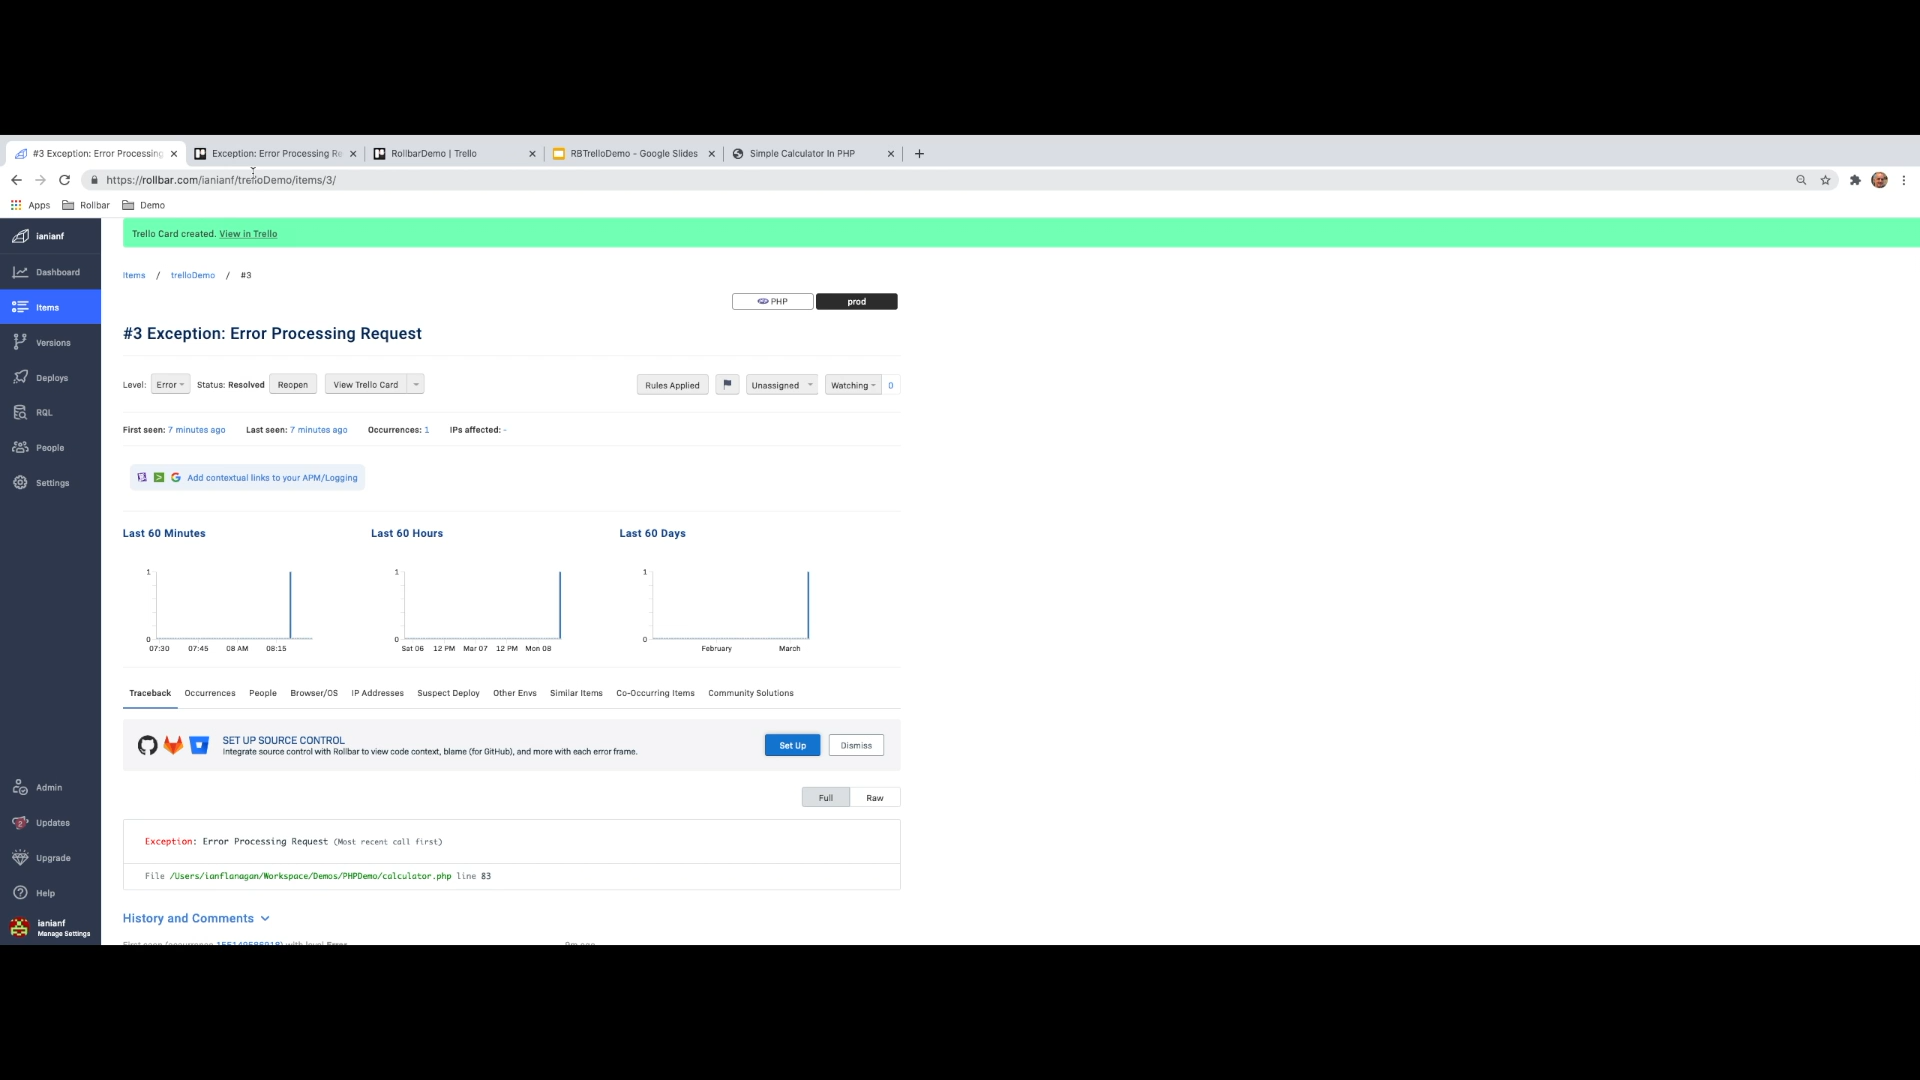 #3 Exception: Error Processing
Exception: Error Processing Re
RollbarDemo | Trello
RBTrelloDemo - Google Slides
Simple Calculator In PHP
https://rollbar.com/ianianf/trelloDemo/items/3/
Apps
Rollbar
Demo
ianianf
Dashboard
Items
Versions
Deploys
RQL
People
Settings
Admin
2
Updates
Upgrade
Help
ianianf
Manage Settings
Trello Card created. View in Trello
Items / trelloDemo / #3
PHP
prod
#3 Exception: Error Processing Request
Level: Error Status: Resolved Reopen View Trello Card
Rules Applied Unassigned Watching 0
First seen: 7 minutes ago Last seen: 7 minutes ago Occurrences: 1 IPs affected: -
Add contextual links to your APM/Logging
Last 60 Minutes
1
0
07:30 07:45 08 AM 08:15
Last 60 Hours
1
0
Sat 06 12 PM Mar 07 12 PM Mon 08
Last 60 Days
1
0
February March
Traceback Occurrences People Browser/OS IP Addresses Suspect Deploy Other Envs Similar Items Co-Occurring Items Community Solutions
SET UP SOURCE CONTROL
Integrate source control with Rollbar to view code context, blame (for GitHub), and more with each error frame.
Set Up
Dismiss
Full
Raw
Exception: Error Processing Request (Most recent call first)
File /Users/ianflanagan/Workspace/Demos/PHPDemo/calculator.php line 83
History and Comments